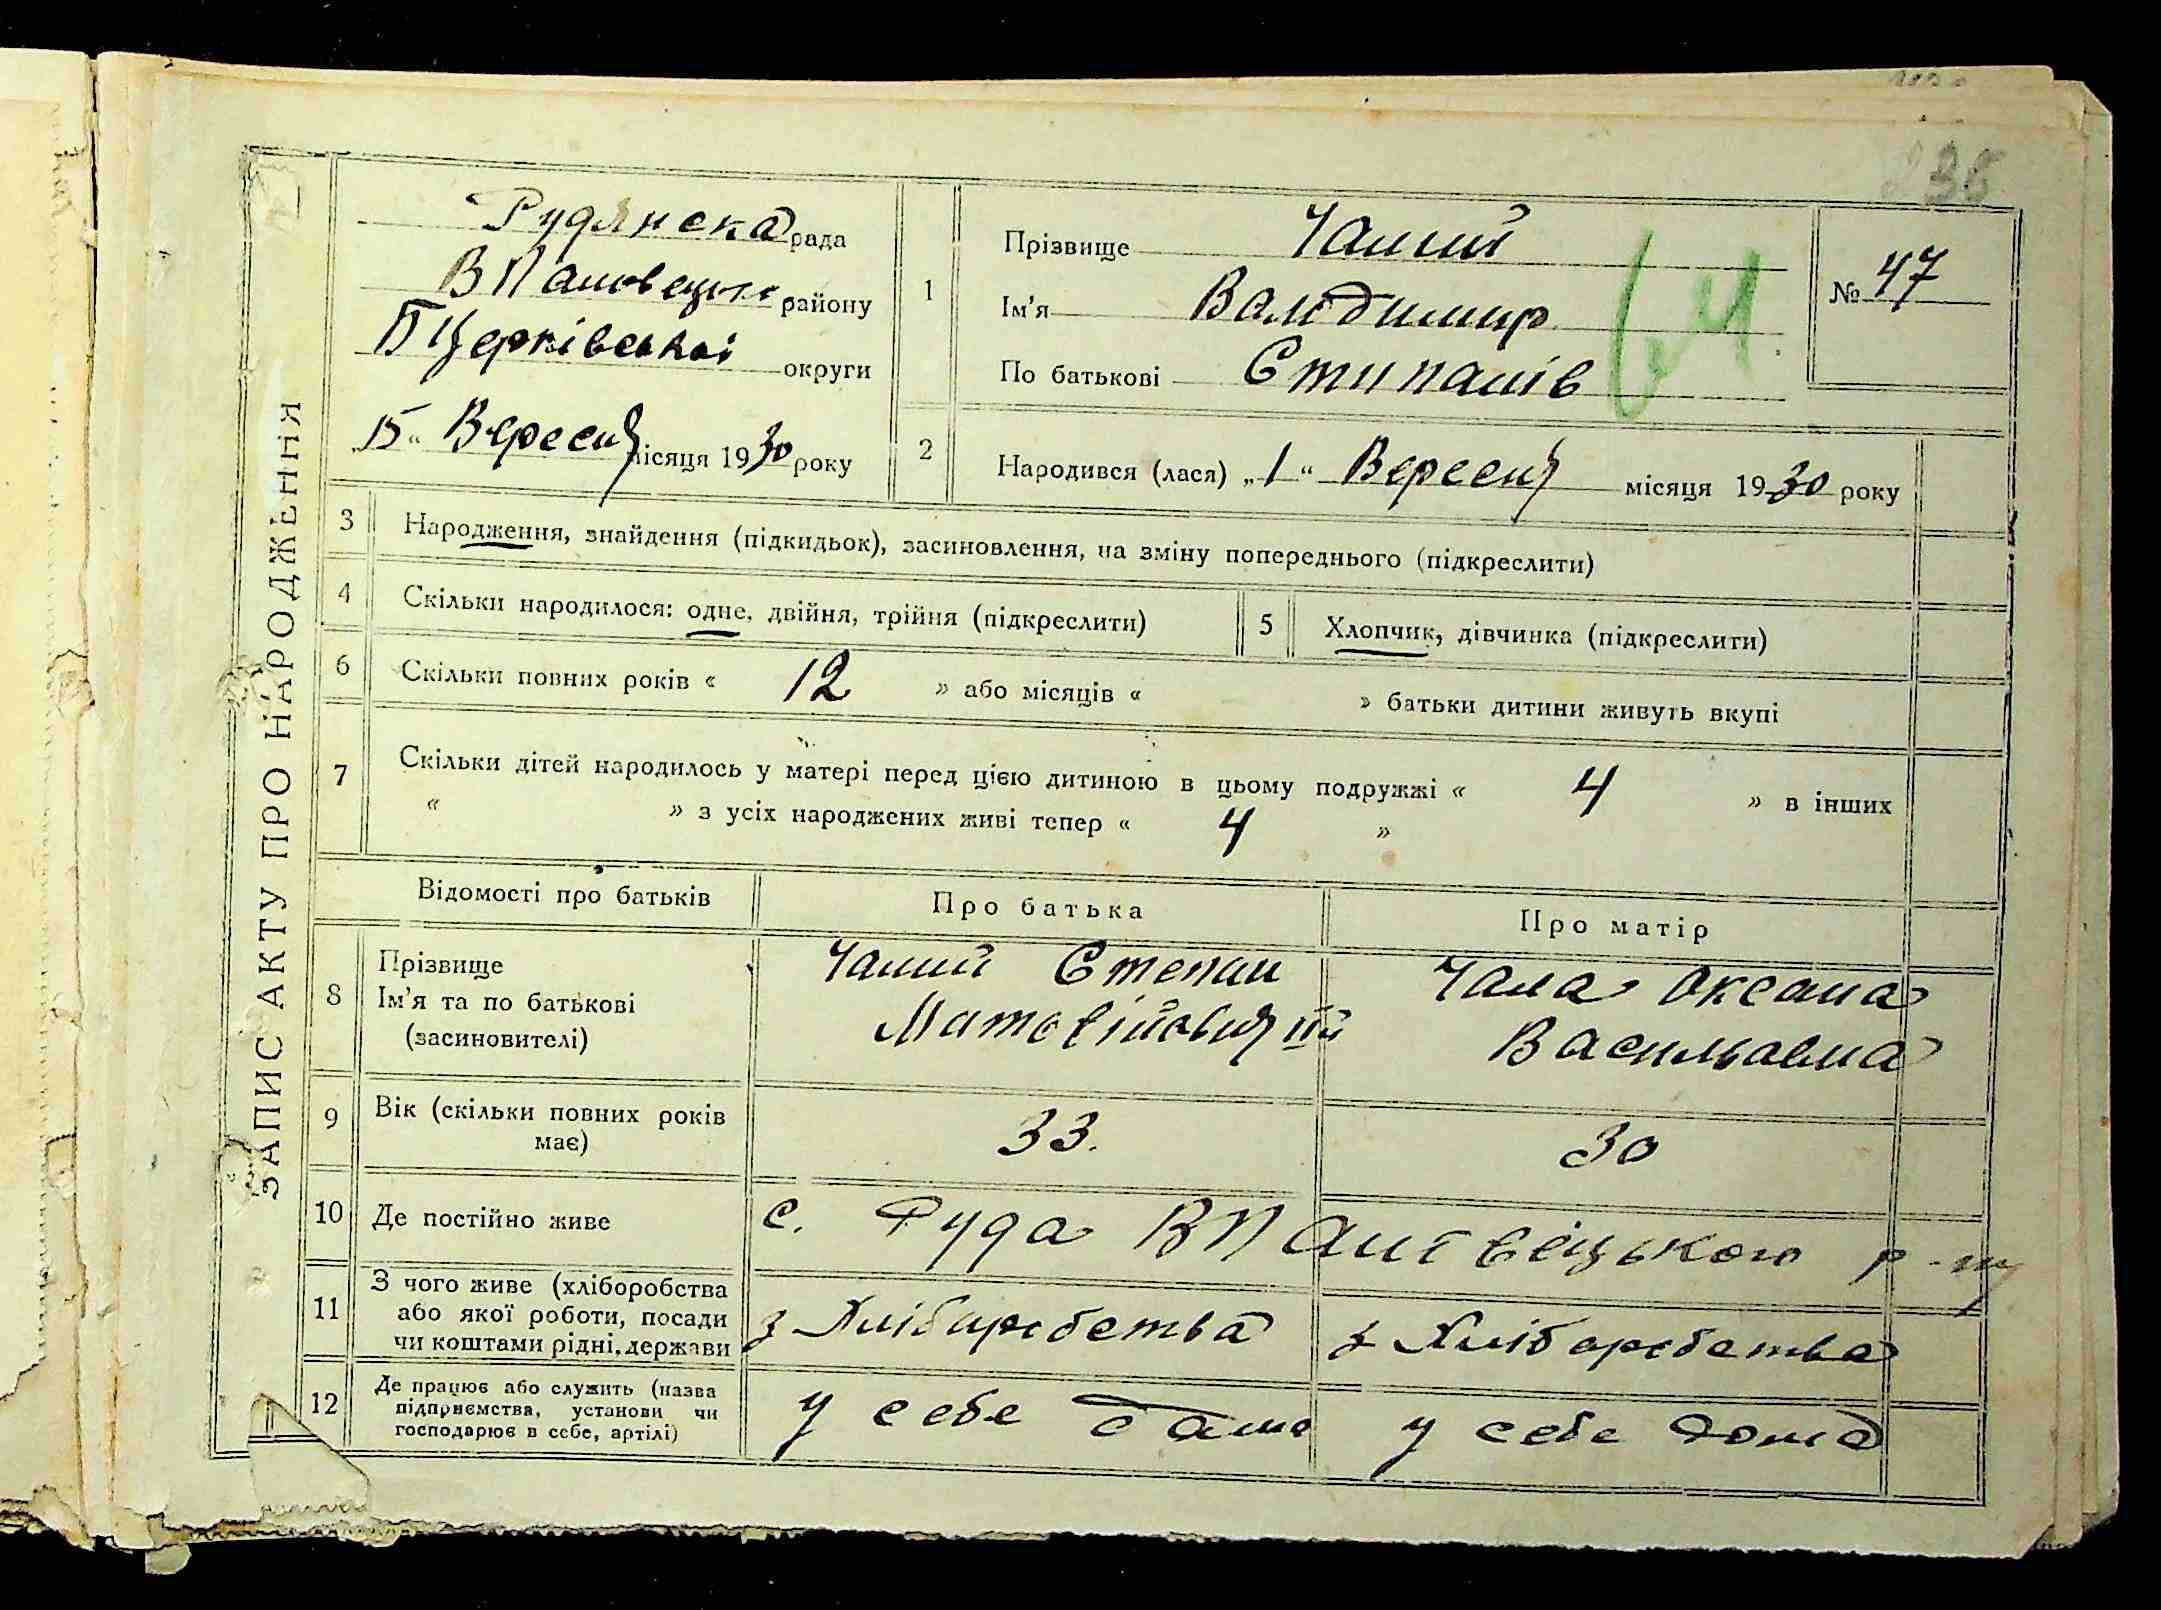 38
ЗАПИС АКТУ ПРО НАРОДЖЕННЯ
Рудянска рада
району
БЦерківської округи
„15“ Вересня місяця 1930 року
1
Прізвище Чалий
Ім'я Валодимир
По батькові Стипанів
№ 47
2
Народився (лася) „1“ Вересня місяця 1930 року
3 Народження, знайдення (підкидьок), засиновлення, на зміну попереднього (підкреслити)
4 Скільки народилося: одне, двійня, трійня (підкреслити) 5 Хлопчик, дівчинка (підкреслити)
6 Скільки повних років « 12 » або місяців « » батьки дитини живуть вкупі
7 Скільки дітей народилось у матері перед цією дитиною в цьому подружжі « 4 » в інших
« » з усіх народжених живі тепер « 4 »
Відомості про батьків Про батька Про матір
8
Прізвище
Ім'я та по батькові
(засиновителі)
Чалий Степан
Чала Оксана
Васильавна
9 Вік (скільки повних років
має)
33. 30
10 Де постійно живе с. Руда р-ну
11 З чого живе (хліборобства
або якої роботи, посади
чи коштами рідні, держави
з Хліборобства з Хліборобства
12 Де працює або служить (назва
підприємства, установи чи
господарює в себе, артілі)
у себе дома у себе дома